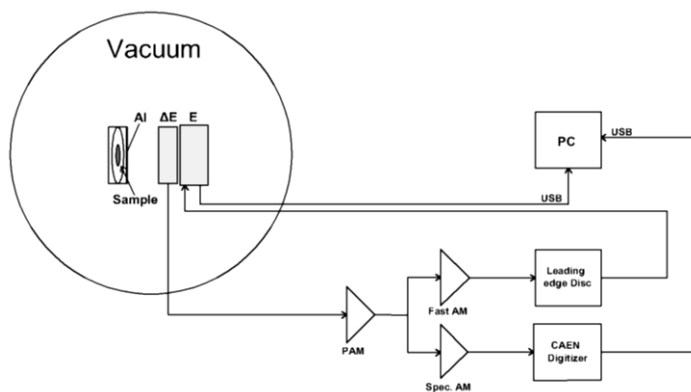 Vacuum
Al ΔE E
Sample
PC
USB
USB
Leading
edge Disc
Fast AM
PAM
CAEN
Digitizer
Spec. AM